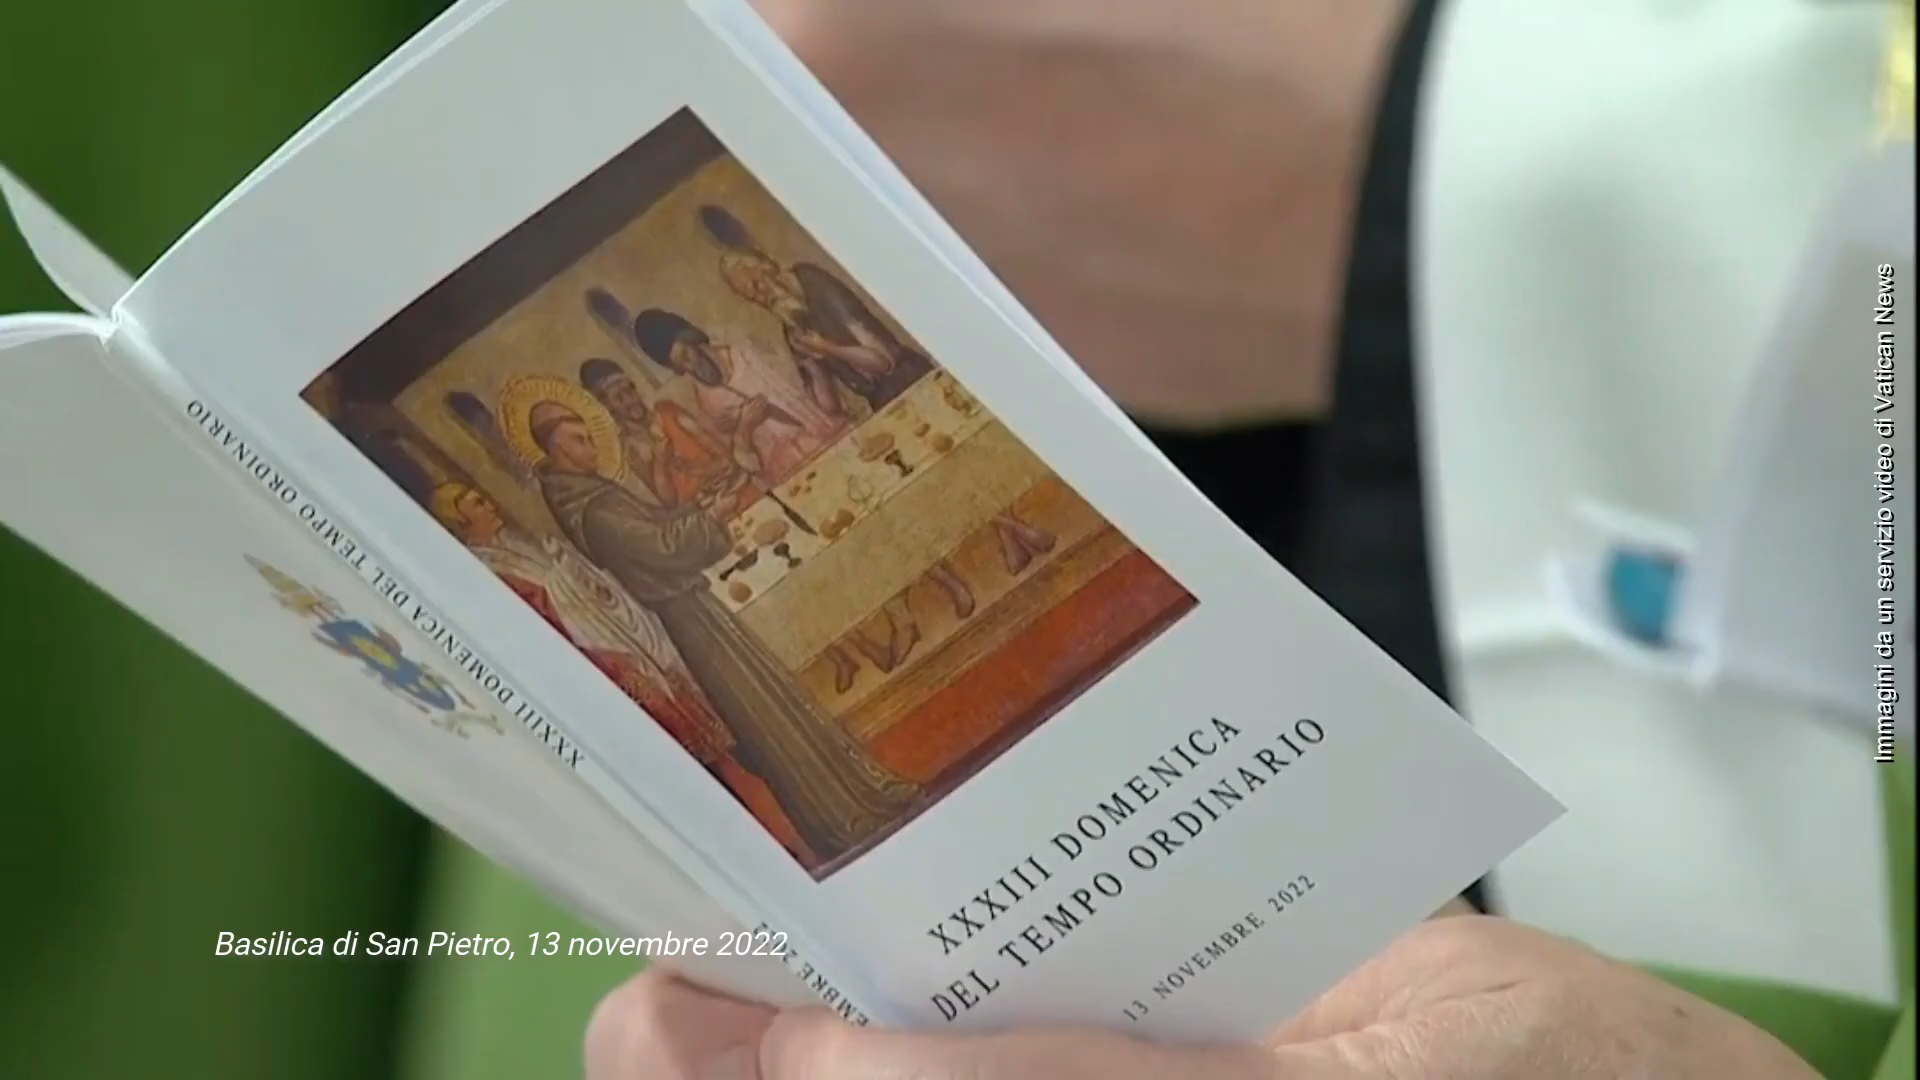 XXXIII DOMENICA DEL TEMPO ORDINARIO
XXXIII DOMENICA
DEL TEMPO ORDINARIO
13 NOVEMBRE 2022
Basilica di San Pietro, 13 novembre 2022
Immagini da un servizio video di Vatican News